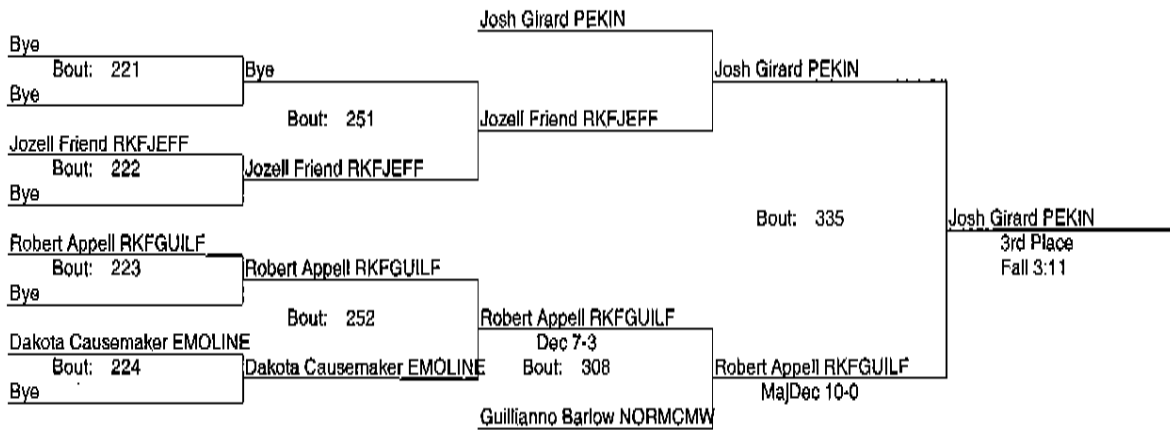 Josh Girard PEKIN
Bye
Bout: 221
Bye
Josh Girard PEKIN
Bye
Bout: 251
Jozell Friend RKFJEFF
Jozell Friend RKFJEFF
Bout: 222
Jozell Friend RKFJEFF
Bye
Bout: 335
Josh Girard PEKIN
3rd Place
Fall 3:11
Robert Appell RKFGUILF
Bout: 223
Robert Appell RKFGUILF
Bye
Bout: 252
Robert Appell RKFGUILF
Dec 7-3
Dakota Causemaker EMOLINE
Bout: 224
Dakota Causemaker EMOLINE
Bout: 308
Robert Appell RKFGUILF
MajDec 10-0
Bye
Guillianno Barlow NORMCMW